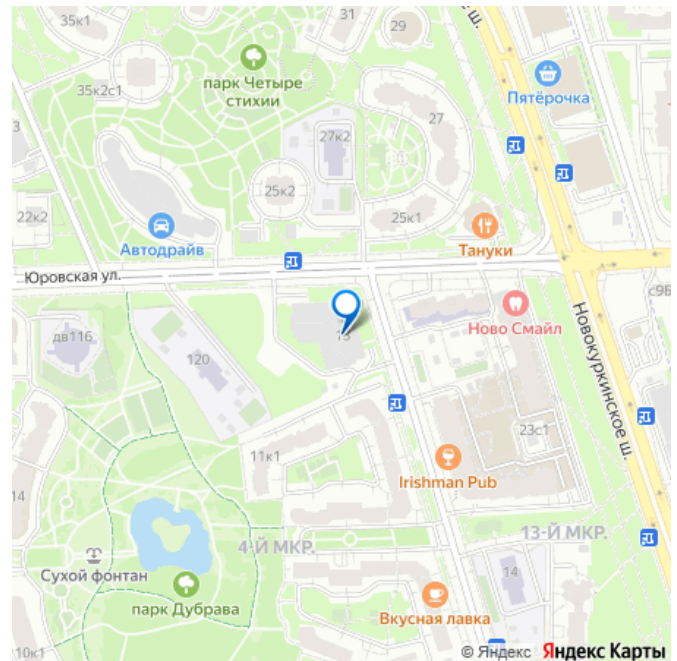 35к1
31
29
парк Четыре
стихии
35к2с1
Пятёрочка
3
27к2
27
25к2
22к2
25к1
Автодрайв
Тануки
Юровская ул.
с9Б
Новокуркинское ш.
Новокуркинское ш.
Ново Смайл
дв116
120
23с1
11к1
Irishman Pub
14
4-Й МКР.
13-Й МКР.
Сухой фонтан
14
парк Дубрава
Вкусная лавка
10к1
© Яндекс Яндекс Карты